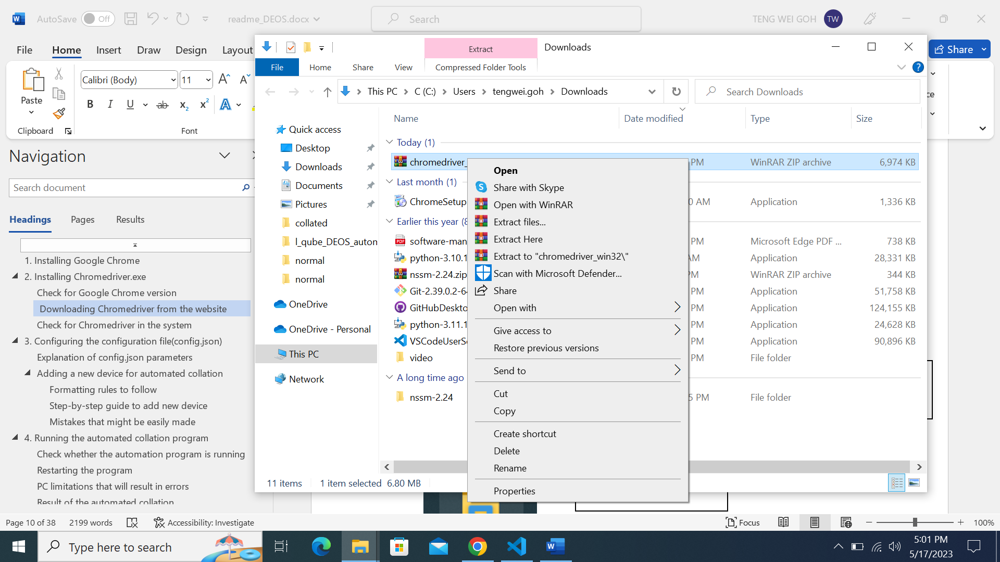 AutoSave Off
readme_DEOS.docx
Search
TENG WEI GOH TW
File Home Insert Draw Design Layout
Share
Paste
Clipboard
Calibri (Body) 11
Font
Navigation
Search document
Headings Pages Results
1. Installing Google Chrome
2. Installing Chromedriver.exe
Check for Google Chrome version
Downloading Chromedriver from the website
Check for Chromedriver in the system
3. Configuring the configuration file(config.json)
Explanation of config.json parameters
Adding a new device for automated collation
Formatting rules to follow
Step-by-step guide to add new device
Mistakes that might be easily made
4. Running the automated collation program
Check whether the automation program is running
Restarting the program
PC limitations that will result in errors
Result of the automated collation
Extract
Downloads
File Home Share View Compressed Folder Tools
This PC > C (C:) > Users > tengwei.goh > Downloads
Search Downloads
Quick access
Desktop
Downloads
Documents
Pictures
collated
l_qube_DEOS_auton
normal
normal
OneDrive
OneDrive - Personal
This PC
Network
Name Date modified Type Size
Today (1)
chromedriver_ PM WinRAR ZIP archive 6,974 KB
Last month (1)
ChromeSetup 0 AM Application 1,336 KB
Earlier this year (8
software-man PM Microsoft Edge PDF ... 738 KB
python-3.10.1 AM Application 28,331 KB
nssm-2.24.zip PM WinRAR ZIP archive 344 KB
Git-2.39.0.2-64 PM Application 51,758 KB
GitHubDeskto PM Application 124,155 KB
python-3.11.1 PM Application 24,628 KB
VSCodeUserSe PM Application 90,896 KB
video PM File folder
A long time ago
nssm-2.24 5 PM File folder
Open
Share with Skype
Open with WinRAR
Extract files...
Extract Here
Extract to "chromedriver_win32\"
Scan with Microsoft Defender...
Share
Open with
Give access to
Restore previous versions
Send to
Cut
Copy
Create shortcut
Delete
Rename
Properties
11 items 1 item selected 6.80 MB
Page 10 of 38 2199 words Accessibility: Investigate
Focus 100%
Type here to search
5:01 PM
5/17/2023